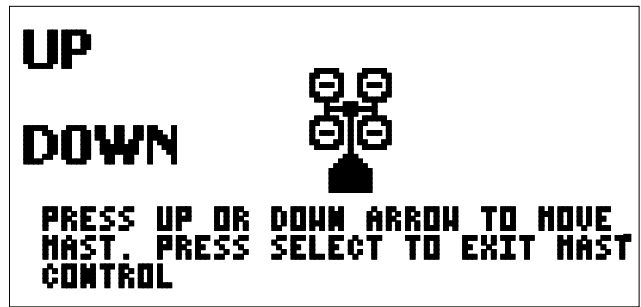 UP
DOWN
PRESS UP OR DOWN ARROW TO MOVE
MAST. PRESS SELECT TO EXIT MAST
CONTROL